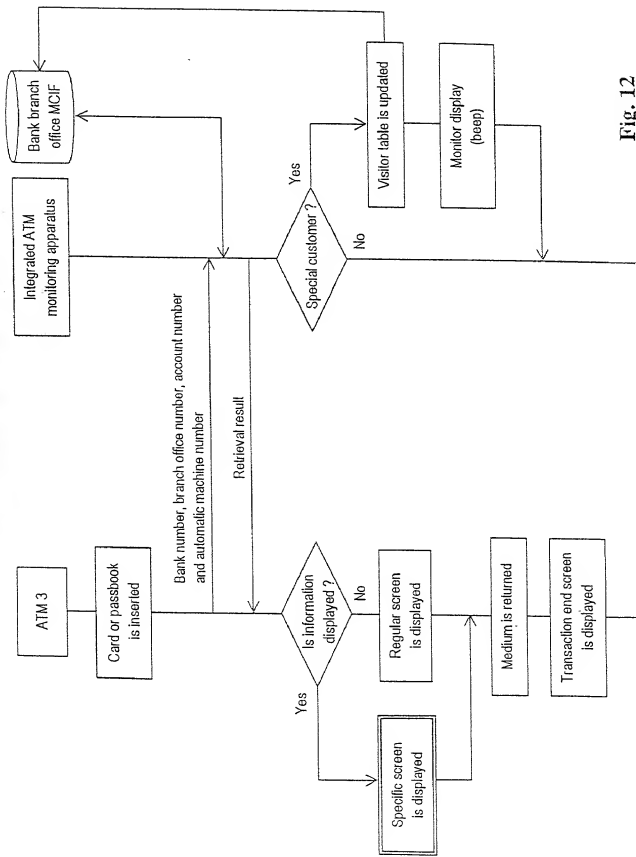 ATM 3
Card or passbook
is inserted
Bank number, branch office number, account number
and automatic machine number
Retrieval result
Is information
displayed ?
Yes
No
Specific screen
is displayed
Regular screen
is displayed
Medium is returned
Transaction end screen
is displayed
Integrated ATM
monitoring apparatus
Bank branch
office MCIF
Special customer ?
Yes
No
Visitor table is updated
Monitor display
(beep)
Fig. 12